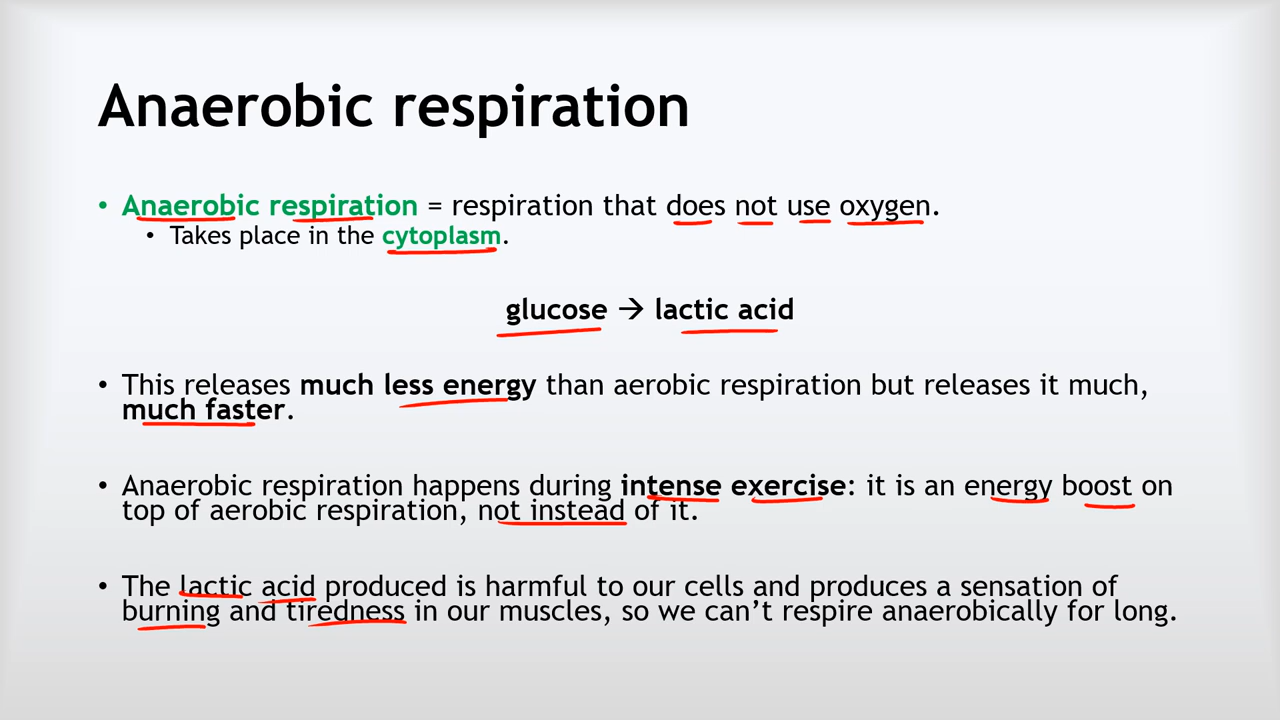 Anaerobic respiration
• Anaerobic respiration = respiration that does not use oxygen.
• Takes place in the cytoplasm.
glucose → lactic acid
• This releases much less energy than aerobic respiration but releases it much,
much faster.
• Anaerobic respiration happens during intense exercise: it is an energy boost on
top of aerobic respiration, not instead of it.
• The lactic acid produced is harmful to our cells and produces a sensation of
burning and tiredness in our muscles, so we can’t respire anaerobically for long.